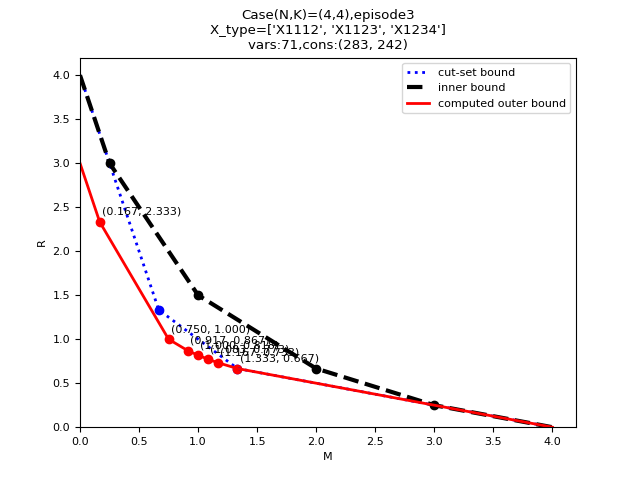 Case(N,K)=(4,4),episode3
X_type=['X1112', 'X1123', 'X1234']
vars:71,cons:(283, 242)
cut-set bound
inner bound
computed outer bound
R
4.0
3.5
3.0
2.5
2.0
1.5
1.0
0.5
0.0
(0.167, 2.333)
(0.750, 1.000)
(0.917, 0.867)
(1.333, 0.667)
0.0 0.5 1.0 1.5 2.0 2.5 3.0 3.5 4.0
M